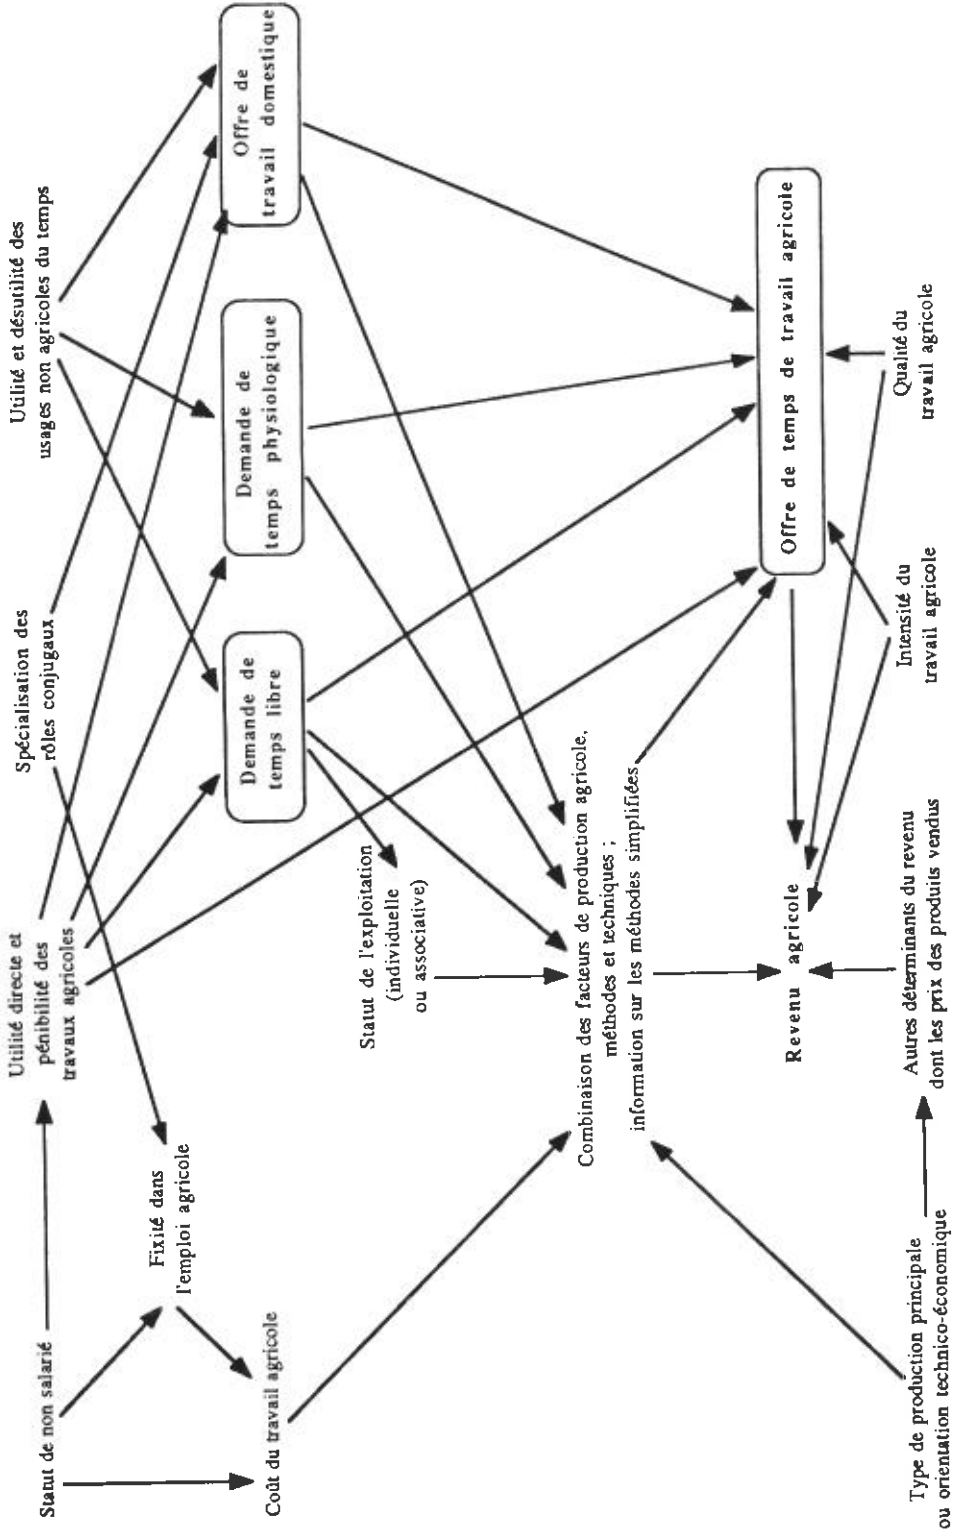 Statut de non salarié
Utilité directe et
pénibilité des
travaux agricoles
Spécialisation des
rôles conjugaux
Utilité et désutilité des
usages non agricoles du temps
Fixité dans
l'emploi agricole
Coût du travail agricole
Demande de
temps libre
Demande de
temps physiologique
Offre de
travail domestique
Statut de l'exploitation
(individuelle
ou associative)
Combinaison des facteurs de production agricole,
méthodes et techniques ;
information sur les méthodes simplifiées
Offre de temps de travail agricole
Revenu agricole
Type de production principale
ou orientation technico-économique
Autres déterminants du revenu
dont les prix des produits vendus
Intensité du
travail agricole
Qualité du
travail agricole